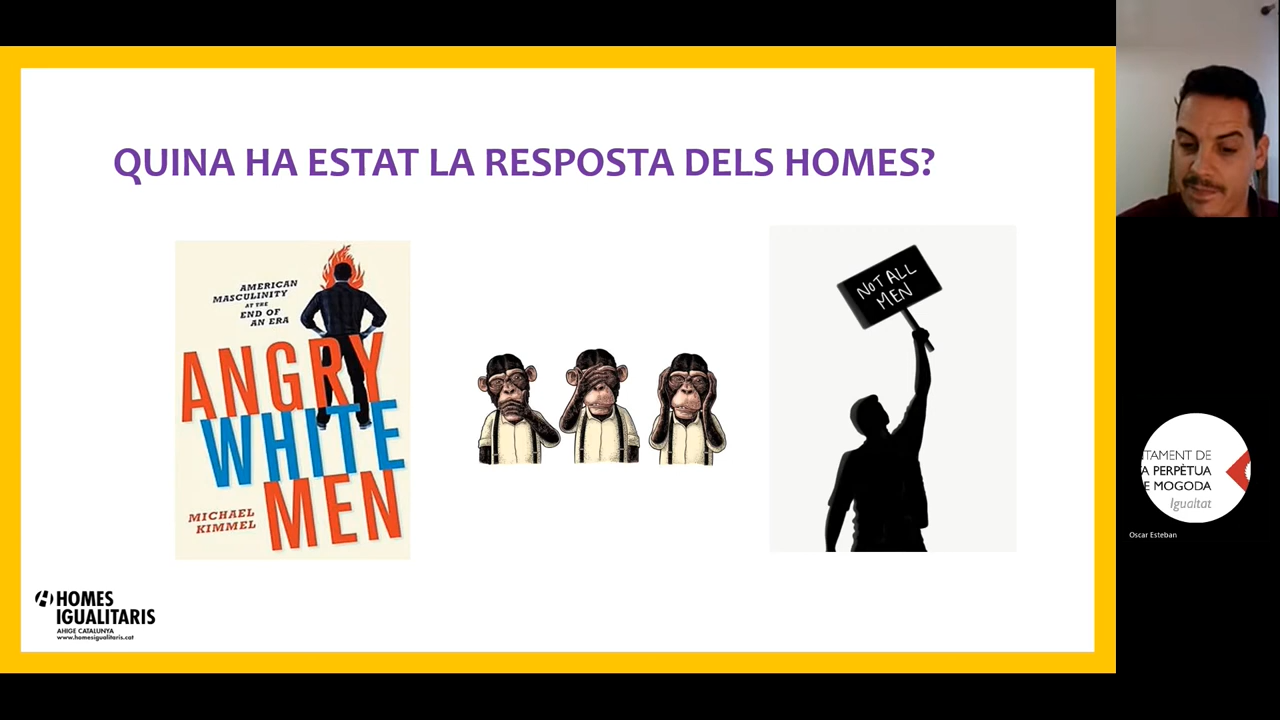 QUINA HA ESTAT LA RESPOSTA DELS HOMES?
AMERICAN
MASCULINITY
AT THE
END OF
AN ERA
ANGRY
WHITE
MEN
MICHAEL
KIMMEL
NOT ALL
MEN
HOMES
IGUALITARIS
AHIGE CATALUNYA
www.homesigualitaris.cat
TAMENT DE
A PERPÈTUA
E MOGODA
Igualtat
Oscar Esteban